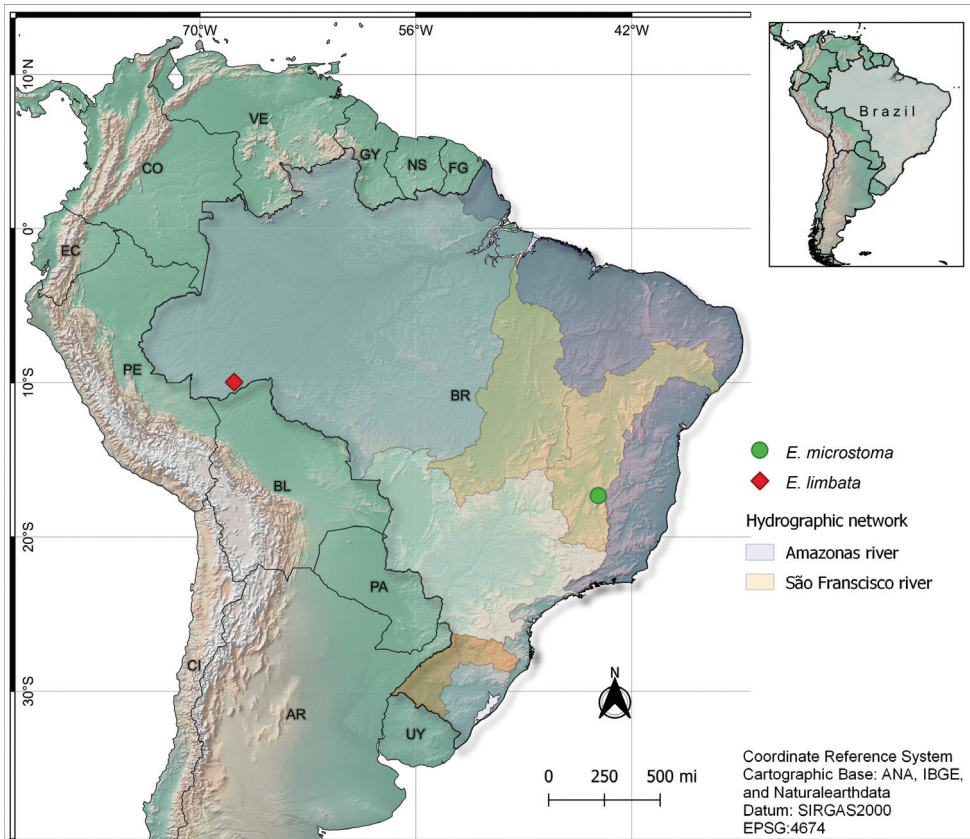 70°W 56°W 42°W
10°N
0°
10°S
20°S
30°S
VE
GY
NS
FG
CO
EC
PE
BR
BL
PA
CI
AR
UY
Brazil
E. microstoma
E. limbata
Hydrographic network
Amazonas river
São Franscisco river
N
0 250 500 mi
Coordinate Reference System
Cartographic Base: ANA, IBGE,
and Naturalearthdata
Datum: SIRGAS2000
EPSG:4674